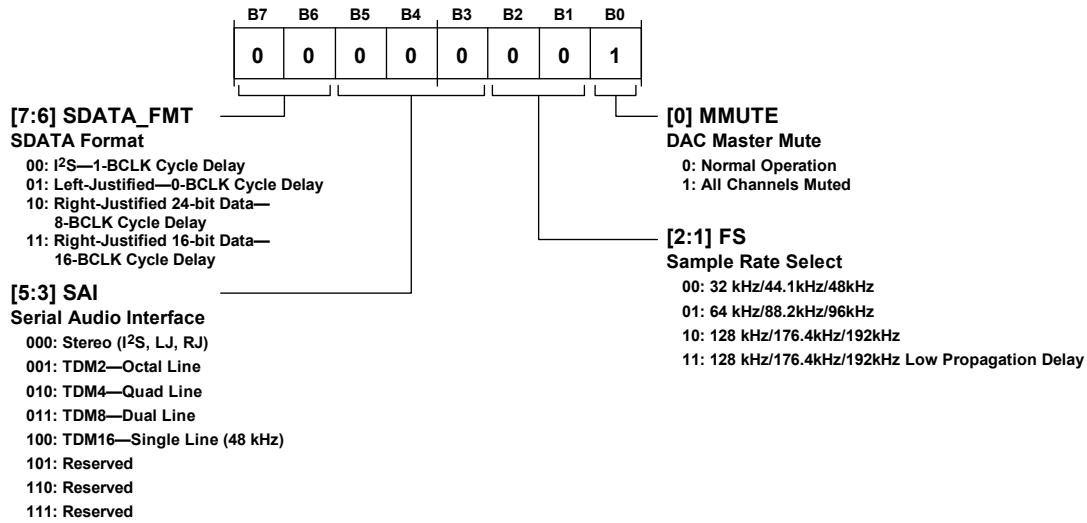 B7 B6 B5 B4 B3 B2 B1 B0
0 0 0 0 0 0 0 1
[7:6] SDATA_FMT
SDATA Format
00: I2S—1-BCLK Cycle Delay
01: Left-Justified—0-BCLK Cycle Delay
10: Right-Justified 24-bit Data—
8-BCLK Cycle Delay
11: Right-Justified 16-bit Data—
16-BCLK Cycle Delay
[5:3] SAI
Serial Audio Interface
000: Stereo (I2S, LJ, RJ)
001: TDM2—Octal Line
010: TDM4—Quad Line
011: TDM8—Dual Line
100: TDM16—Single Line (48 kHz)
101: Reserved
110: Reserved
111: Reserved
[0] MMUTE
DAC Master Mute
0: Normal Operation
1: All Channels Muted
[2:1] FS
Sample Rate Select
00: 32 kHz/44.1kHz/48kHz
01: 64 kHz/88.2kHz/96kHz
10: 128 kHz/176.4kHz/192kHz
11: 128 kHz/176.4kHz/192kHz Low Propagation Delay